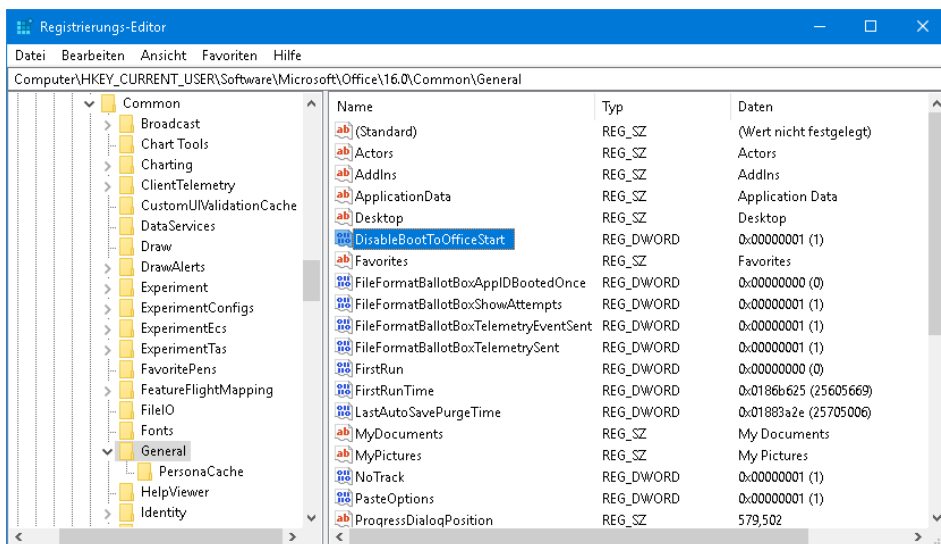 Registrierungs-Editor
Datei Bearbeiten Ansicht Favoriten Hilfe
Computer\HKEY_CURRENT_USER\Software\Microsoft\Office\16.0\Common\General
Common
Broadcast
Chart Tools
Charting
ClientTelemetry
CustomUIValidationCache
DataServices
Draw
DrawAlerts
Experiment
ExperimentConfigs
ExperimentEcs
ExperimentTas
FavoritePens
FeatureFlightMapping
FileIO
Fonts
General
PersonaCache
HelpViewer
Identity
Name Typ Daten
(Standard) REG_SZ (Wert nicht festgelegt)
Actors REG_SZ Actors
AddIns REG_SZ AddIns
ApplicationData REG_SZ Application Data
Desktop REG_SZ Desktop
DisableBootToOfficeStart REG_DWORD 0x00000001 (1)
Favorites REG_SZ Favorites
FileFormatBallotBoxAppIDBootedOnce REG_DWORD 0x00000000 (0)
FileFormatBallotBoxShowAttempts REG_DWORD 0x00000001 (1)
FileFormatBallotBoxTelemetryEventSent REG_DWORD 0x00000001 (1)
FileFormatBallotBoxTelemetrySent REG_DWORD 0x00000001 (1)
FirstRun REG_DWORD 0x00000000 (0)
FirstRunTime REG_DWORD 0x0186b625 (25605669)
LastAutoSavePurgeTime REG_DWORD 0x01883a2e (25705006)
MyDocuments REG_SZ My Documents
MyPictures REG_SZ My Pictures
NoTrack REG_DWORD 0x00000001 (1)
PasteOptions REG_DWORD 0x00000001 (1)
ProgressDialogPosition REG_SZ 579,502